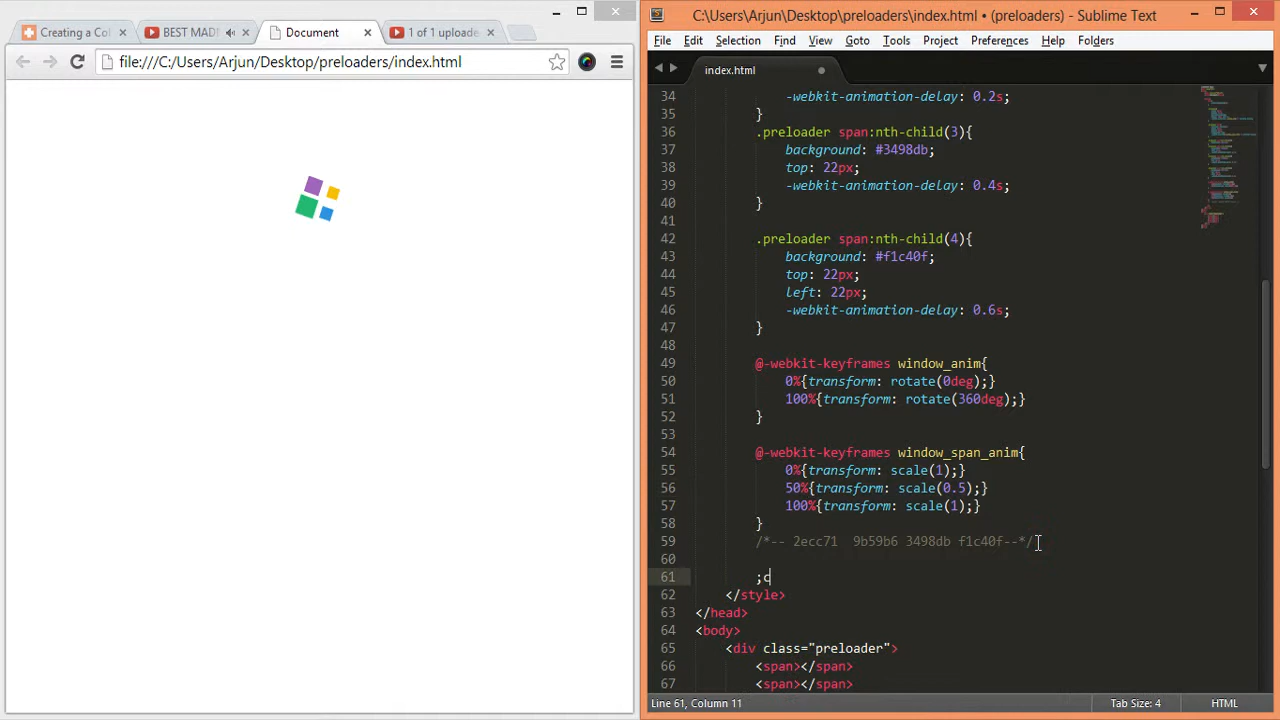 Creating a Col
BEST MAD
Document
1 of 1 uploade
file:///C:/Users/Arjun/Desktop/preloaders/index.html
C:\Users\Arjun\Desktop\preloaders\index.html • (preloaders) - Sublime Text
File Edit Selection Find View Goto Tools Project Preferences Help Folders
index.html
34 -webkit-animation-delay: 0.2s;
35 }
36 .preloader span:nth-child(3){
37 background: #3498db;
38 top: 22px;
39 -webkit-animation-delay: 0.4s;
40 }
41
42 .preloader span:nth-child(4){
43 background: #f1c40f;
44 top: 22px;
45 left: 22px;
46 -webkit-animation-delay: 0.6s;
47 }
48
49 @-webkit-keyframes window_anim{
50 0%{transform: rotate(0deg);}
51 100%{transform: rotate(360deg);}
52 }
53
54 @-webkit-keyframes window_span_anim{
55 0%{transform: scale(1);}
56 50%{transform: scale(0.5);}
57 100%{transform: scale(1);}
58 }
59 /*-- 2ecc71  9b59b6 3498db f1c40f--*/
60
61 ;c
62 </style>
63 </head>
64 <body>
65 <div class="preloader">
66 <span></span>
67 <span></span>
Line 61, Column 11 Tab Size: 4 HTML